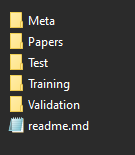 Meta
Papers
Test
Training
Validation
readme.md